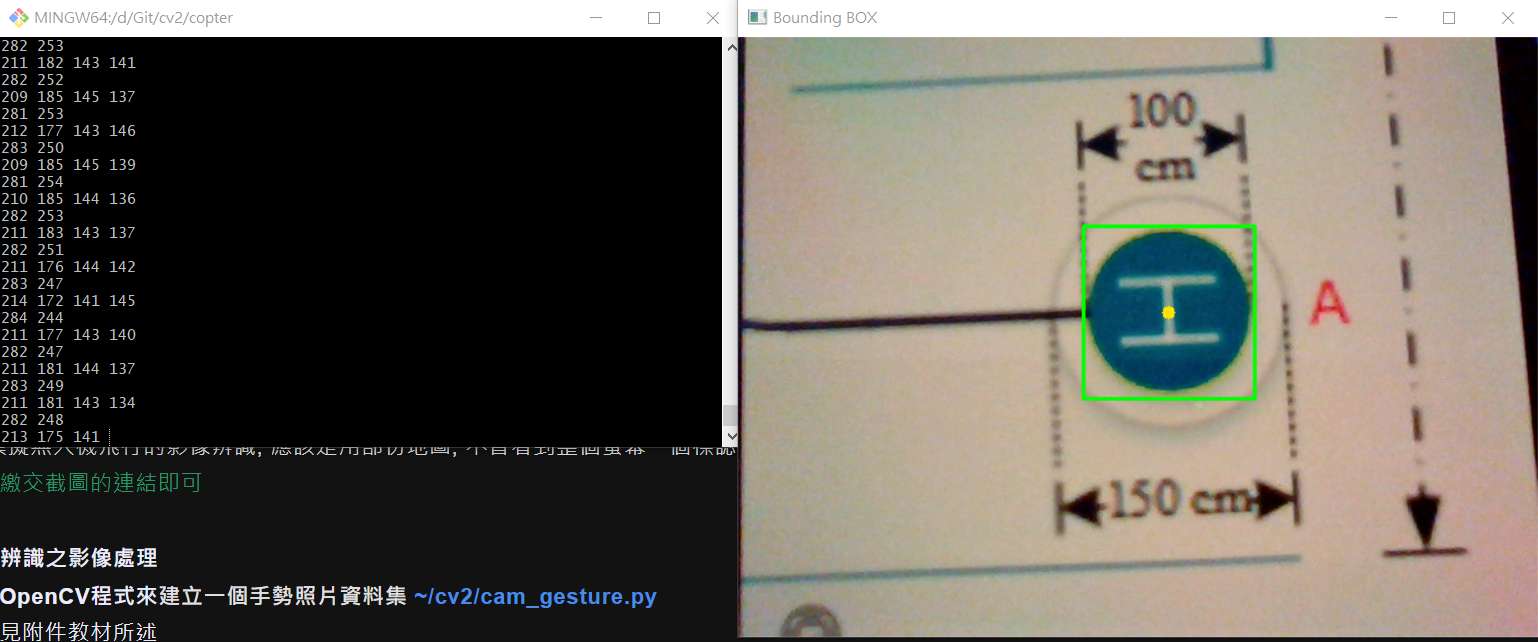 MINGW64:/d/Git/cv2/copter
282 253
211 182 143 141
282 252
209 185 145 137
281 253
212 177 143 146
283 250
209 185 145 139
281 254
210 185 144 136
282 253
211 183 143 137
282 251
211 176 144 142
283 247
214 172 141 145
284 244
211 177 143 140
282 247
211 181 144 137
283 249
211 181 143 134
282 248
213 175 141
繳交截圖的連結即可
辨識之影像處理
OpenCV程式來建立一個手勢照片資料集 ~/cv2/cam_gesture.py
見附件教材所述
Bounding BOX
100
cm
H
A
150 cm